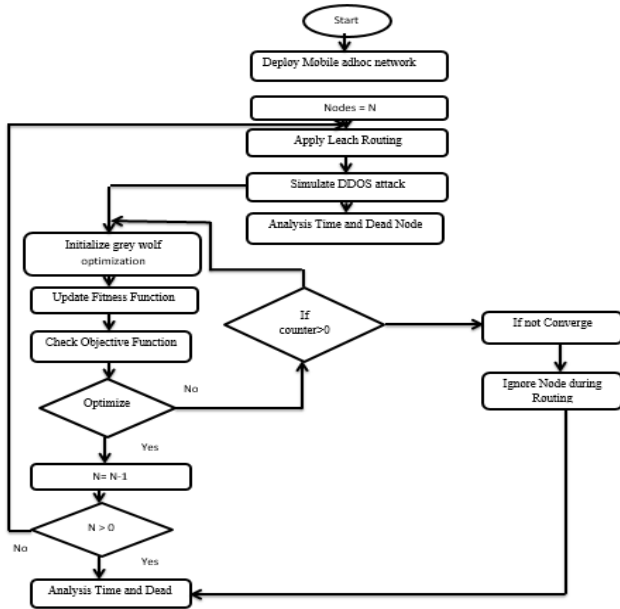 Start
Deploy Mobile adhoc network
Nodes = N
Apply Leach Routing
Simulate DDOS attack
Analysis Time and Dead Node
Initialize grey wolf
optimization
Update Fitness Function
Check Objective Function
Optimize
No
If
counter>0
If not Converge
Ignore Node during
Routing
Yes
N= N-1
N > 0
No
Yes
Analysis Time and Dead